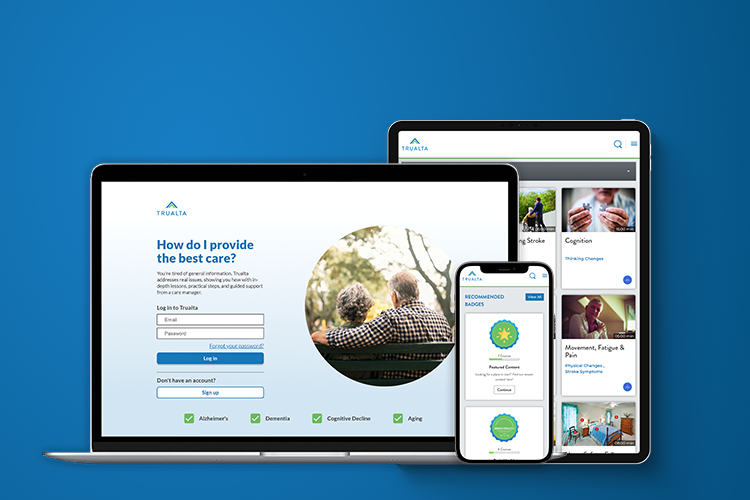 TRUALTA
How do I provide
the best care?
You're tired of general information, Trualta
addresses real issues, showing you how with in-
depth lessons, practical steps, and guided support
from a care manager.
Log in to Trualta
Email
Password
Forgot your password?
Log in
Don't have an account?
Sign up
Alzheimer's
Dementia
Cognitive Decline
Aging
TRUALTA
RECOMMENDED
BADGES
View All
Featured Content
Continue
TRUALTA
Stroke
Cognition
Thinking Changes
Movement, Fatigue &
Pain
Physical Changes,
Stroke Symptoms